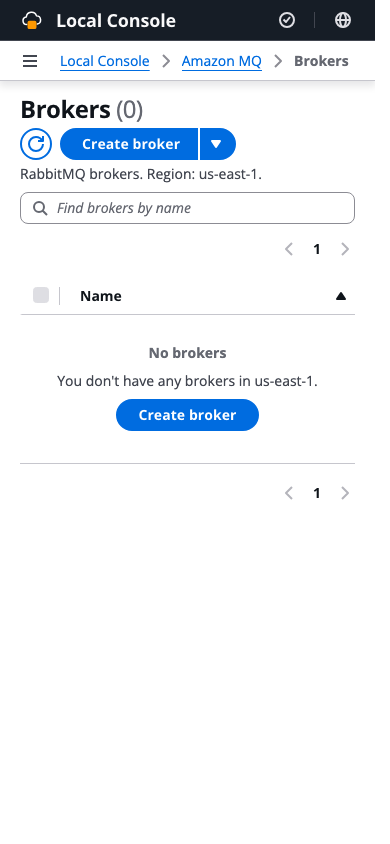 Local Console
Local Console
Amazon MQ
Brokers
Brokers (0)
Create broker
RabbitMQ brokers. Region: us-east-1.
Find brokers by name
1
Name
No brokers
You don't have any brokers in us-east-1.
Create broker
1